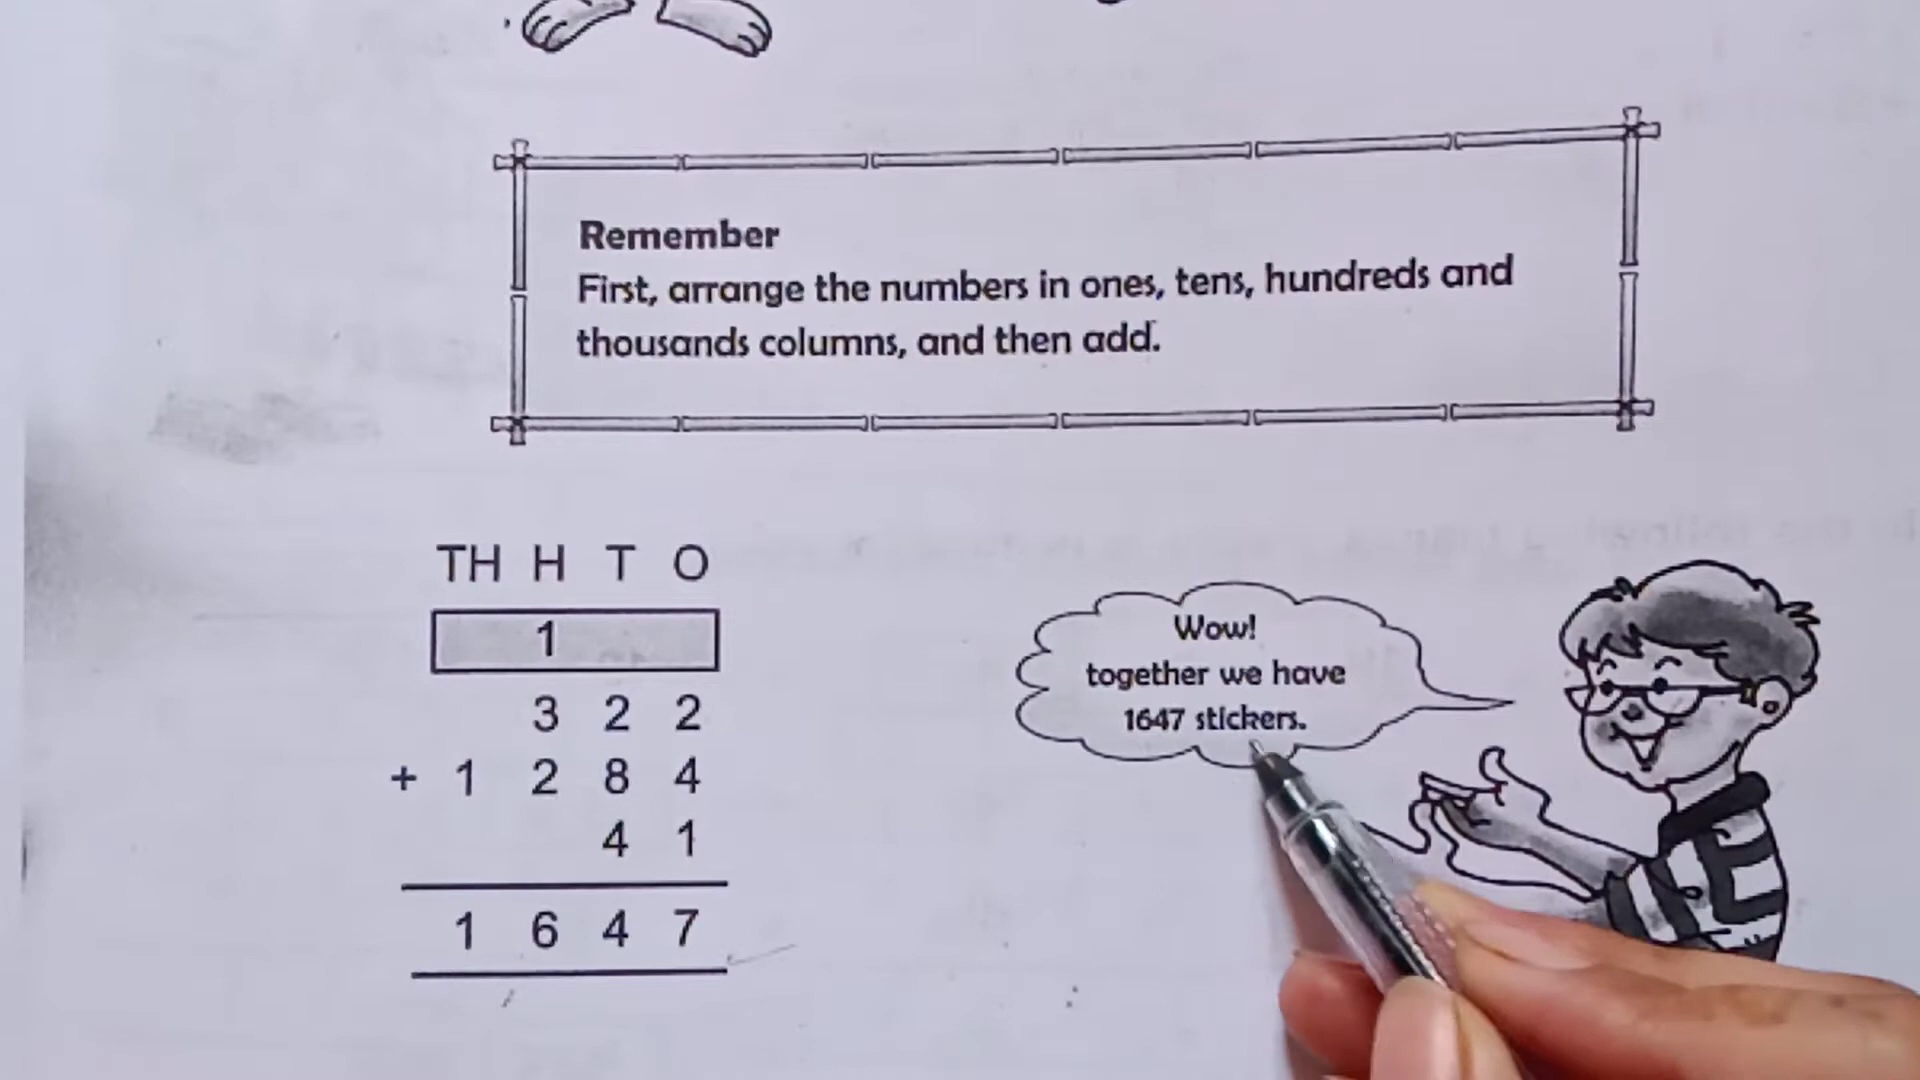 Remember
First, arrange the numbers in ones, tens, hundreds and
thousands columns, and then add.
TH H T O
1
3 2 2
+ 1 2 8 4
4 1
1 6 4 7
Wow!
together we have
1647 stickers.